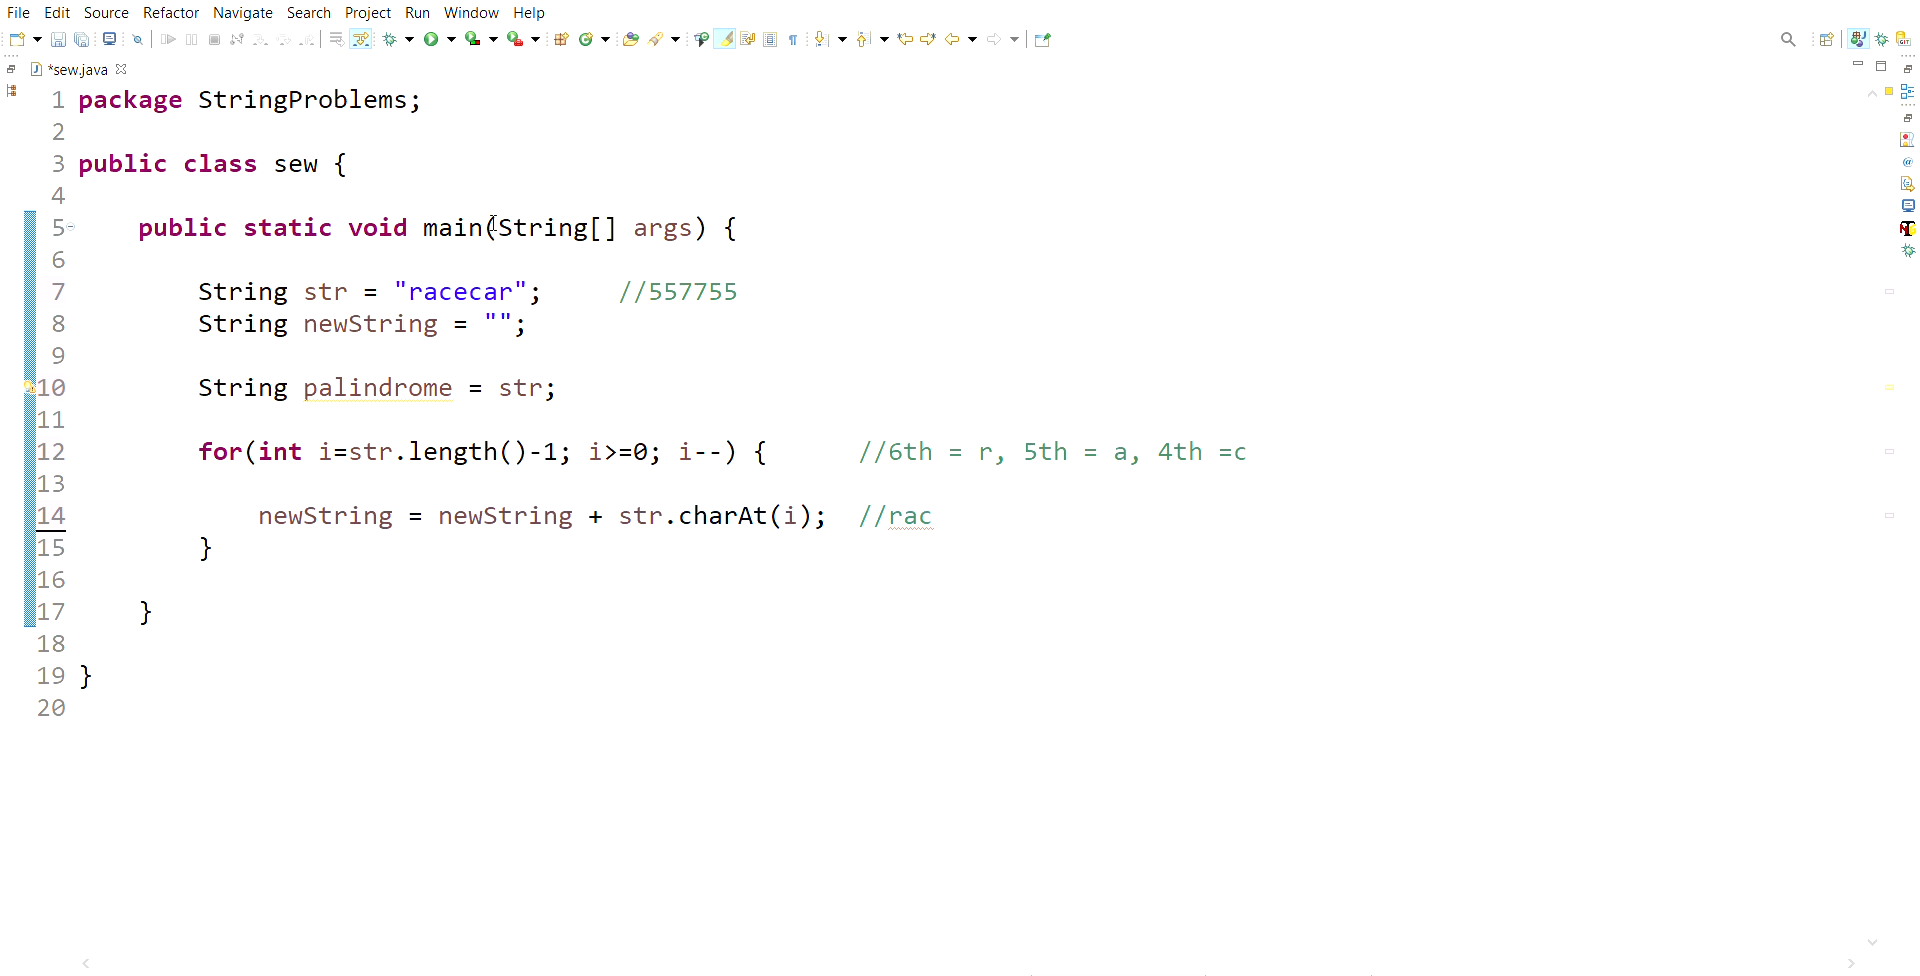 File Edit Source Refactor Navigate Search Project Run Window Help
*sew.java
1 package StringProblems;
2
3 public class sew {
4
5 public static void main(String[] args) {
6
7 String str = "racecar"; //557755
8 String newString = "";
9
10 String palindrome = str;
11
12 for(int i=str.length()-1; i>=0; i--) { //6th = r, 5th = a, 4th =c
13
14 newString = newString + str.charAt(i); //rac
15 }
16
17 }
18
19 }
20